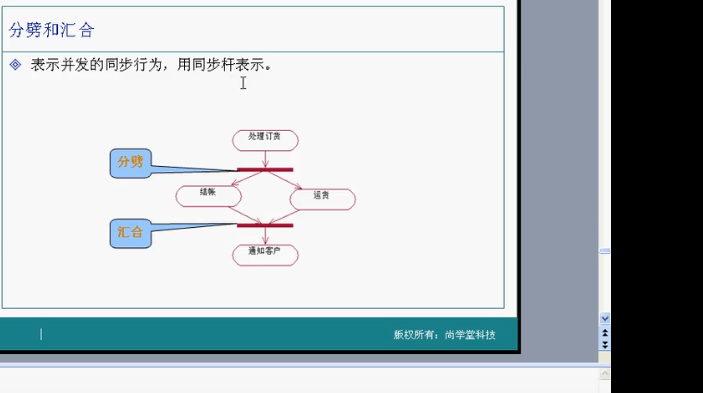 分劈和汇合
表示并发的同步行为，用同步杆表示。
处理订货
分劈
结帐
运货
汇合
通知客户
版权所有：尚学堂科技